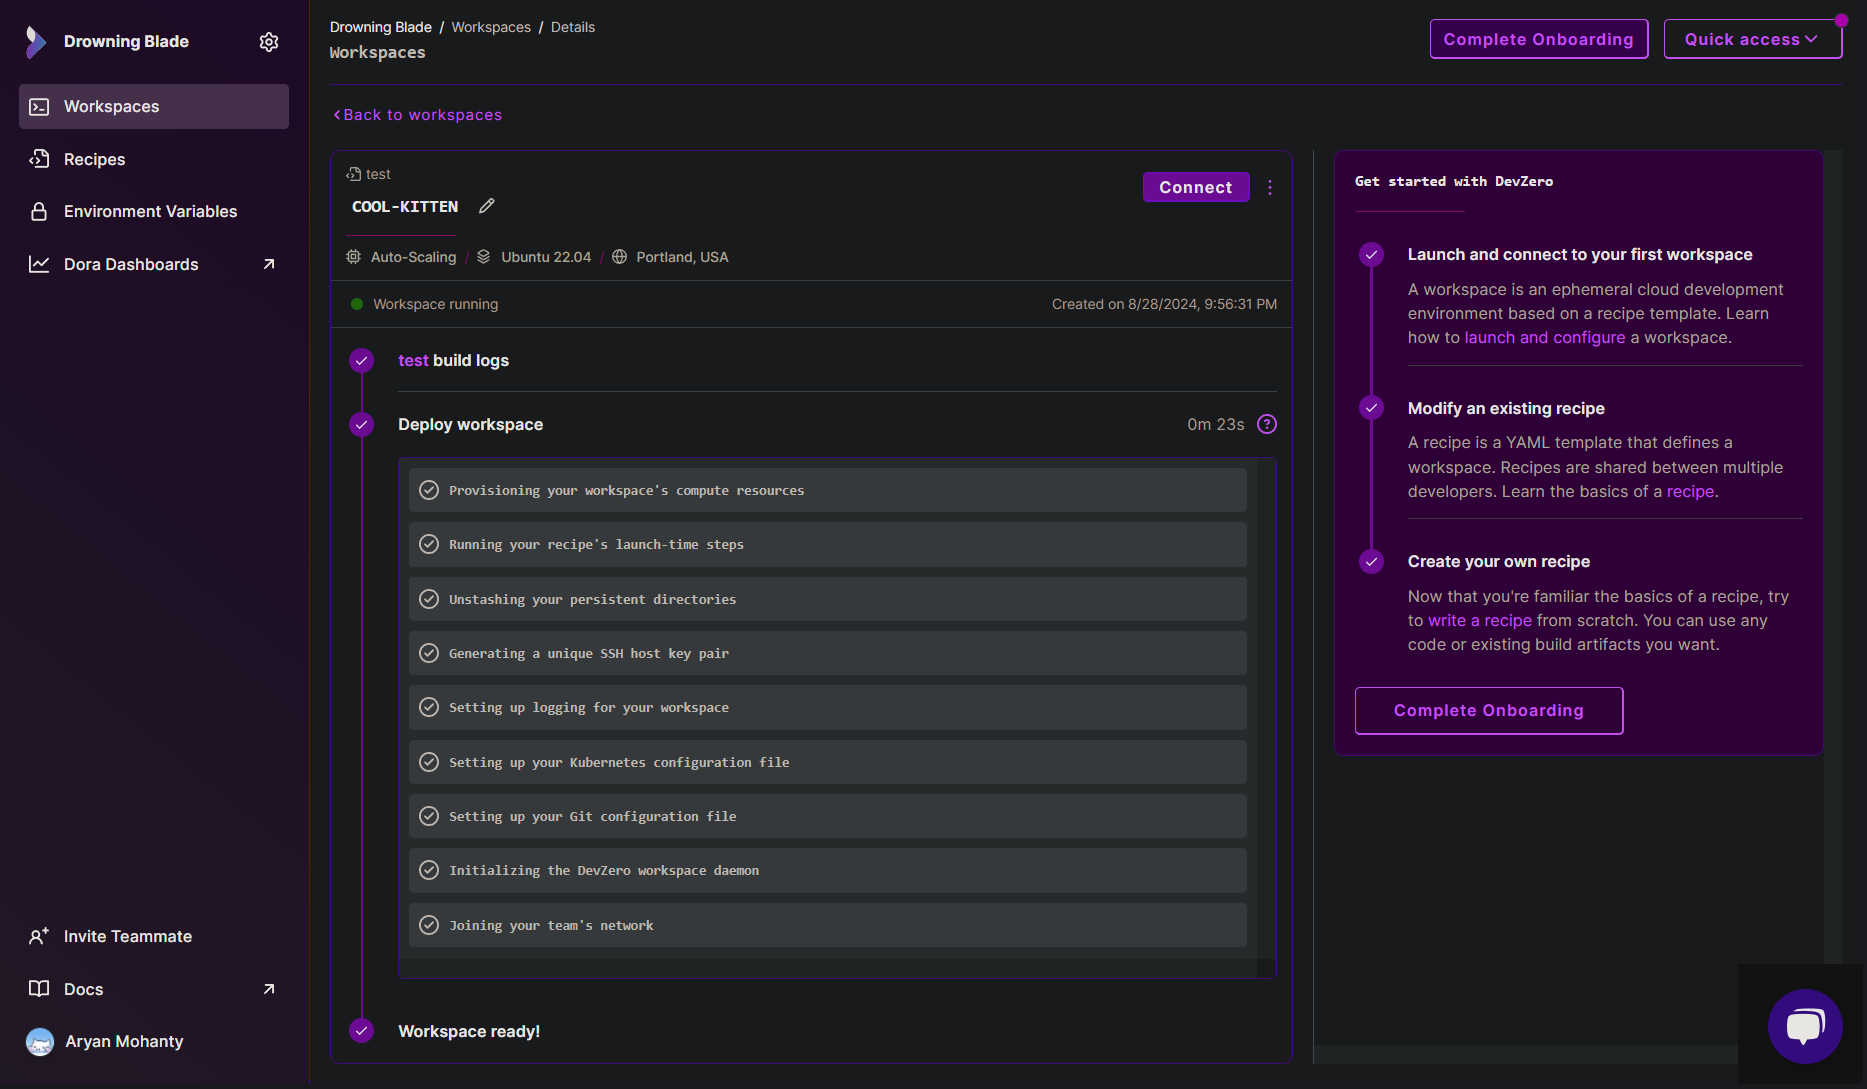 Drowning Blade
Workspaces
Recipes
Environment Variables
Dora Dashboards
Invite Teammate
Docs
Aryan Mohanty
Drowning Blade / Workspaces / Details
Workspaces
Complete Onboarding
Quick access
Back to workspaces
test
COOL-KITTEN
Connect
Auto-Scaling / Ubuntu 22.04 / Portland, USA
Workspace running
Created on 8/28/2024, 9:56:31 PM
test build logs
Deploy workspace
0m 23s
Provisioning your workspace's compute resources
Running your recipe's launch-time steps
Unstashing your persistent directories
Generating a unique SSH host key pair
Setting up logging for your workspace
Setting up your Kubernetes configuration file
Setting up your Git configuration file
Initializing the DevZero workspace daemon
Joining your team's network
Workspace ready!
Get started with DevZero
Launch and connect to your first workspace
A workspace is an ephemeral cloud development
environment based on a recipe template. Learn
how to launch and configure a workspace.
Modify an existing recipe
A recipe is a YAML template that defines a
workspace. Recipes are shared between multiple
developers. Learn the basics of a recipe.
Create your own recipe
Now that you're familiar the basics of a recipe, try
to write a recipe from scratch. You can use any
code or existing build artifacts you want.
Complete Onboarding